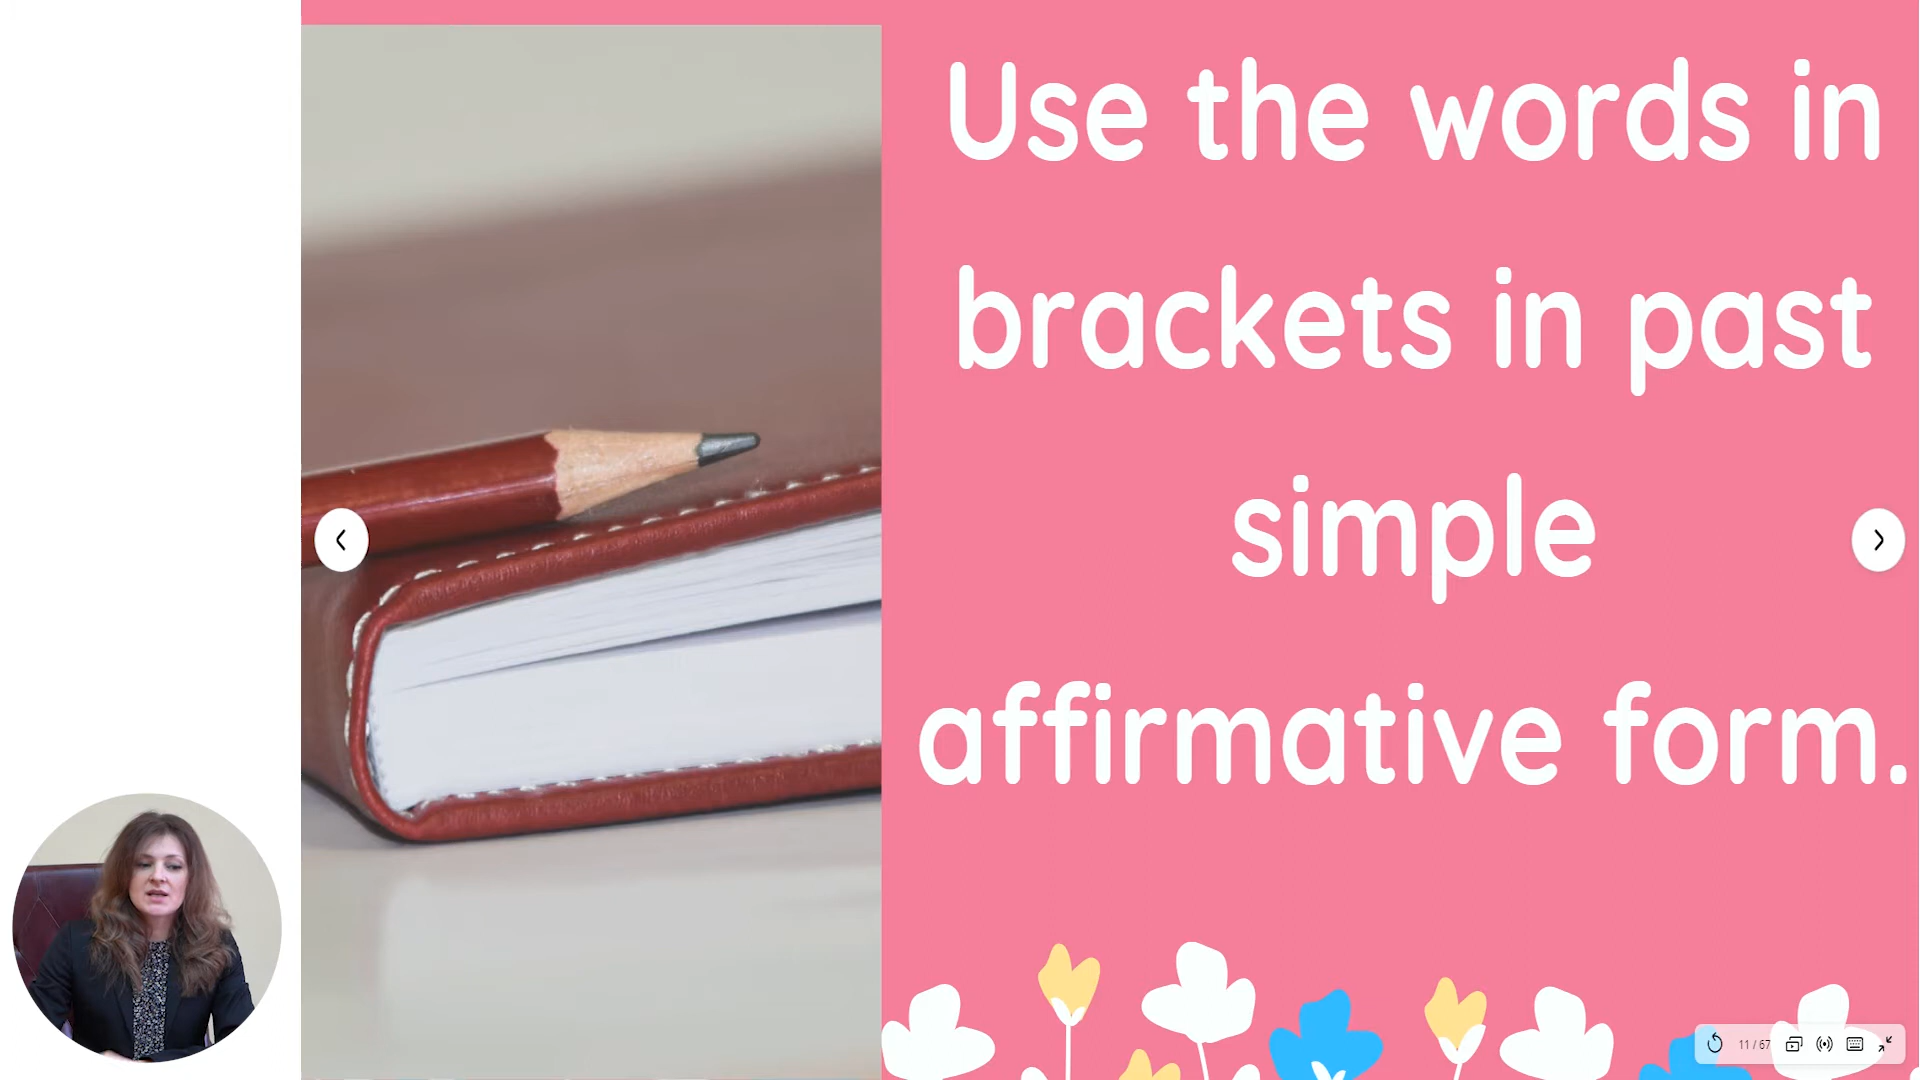 Use the words in
brackets in past
simple
affirmative form.
11 / 67